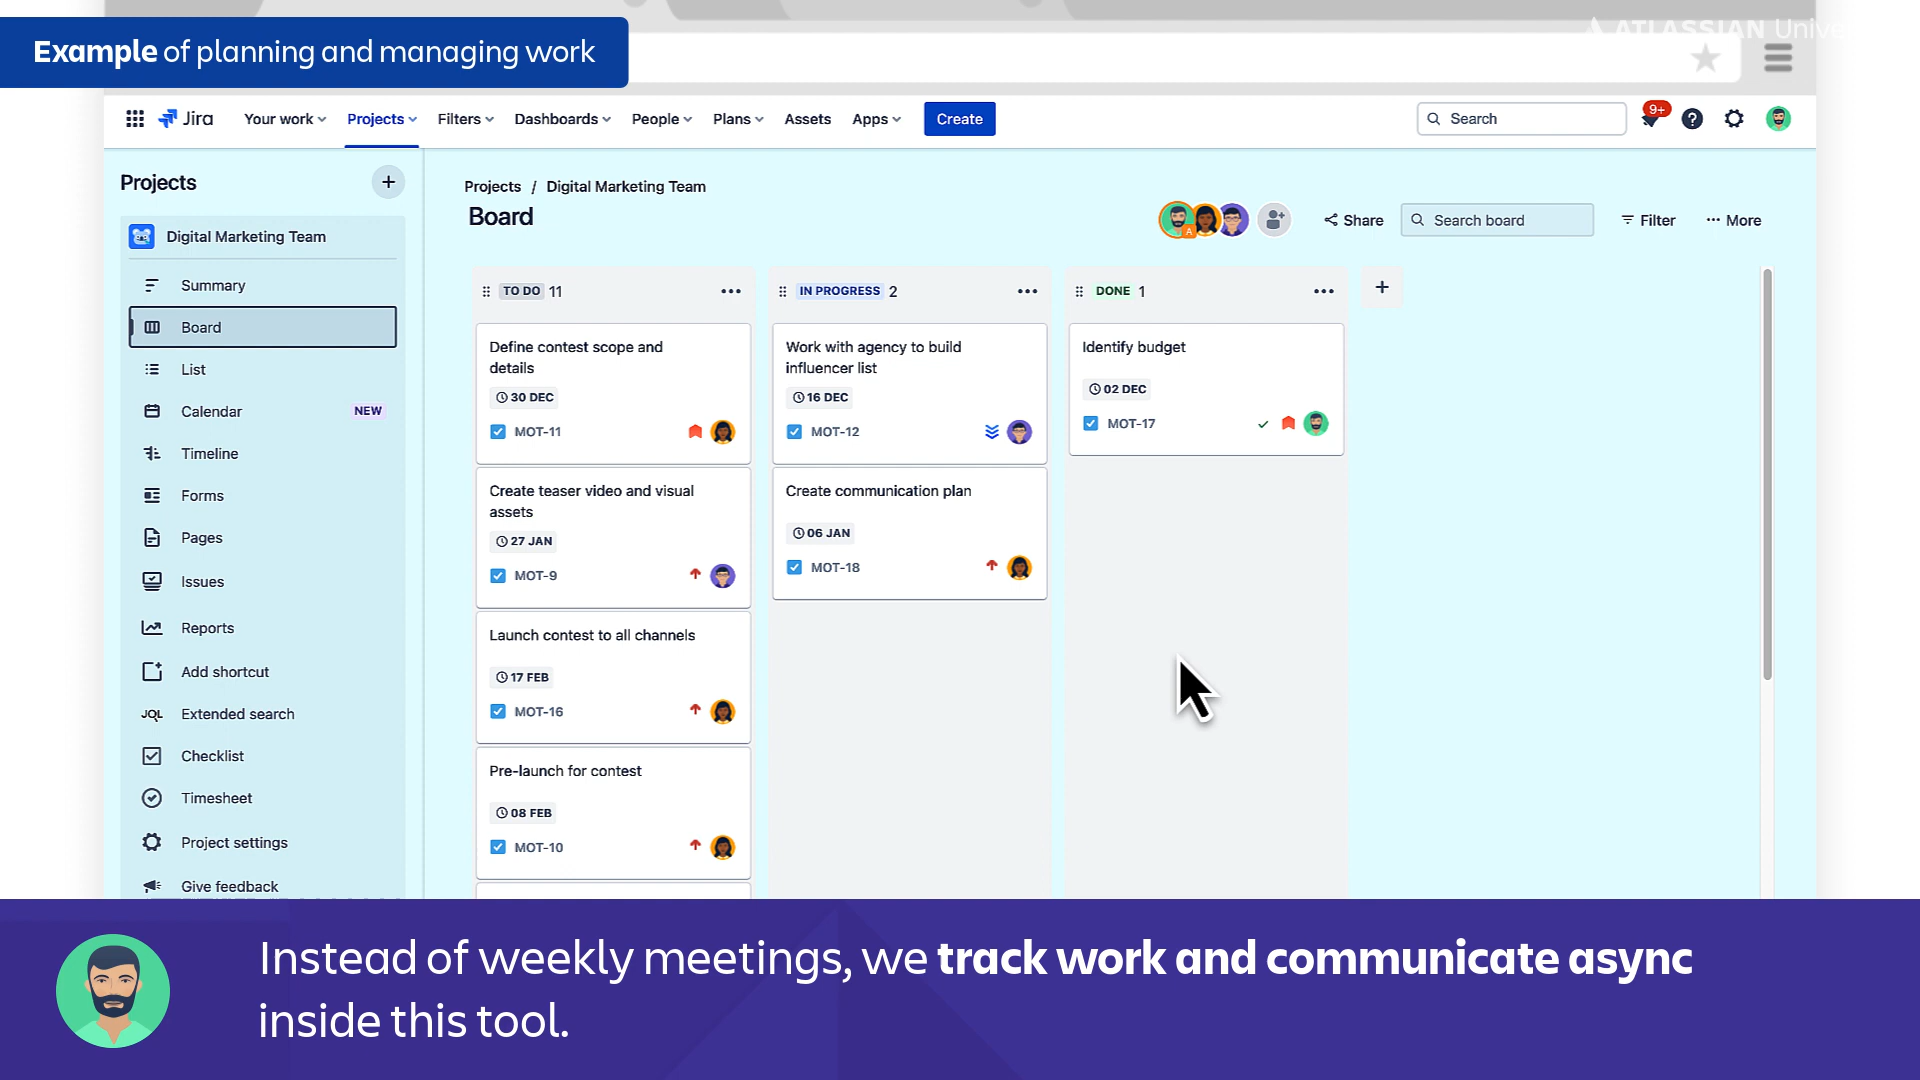 ATLASSIAN Unive
Example of planning and managing work
Jira
Your work
Projects
Filters
Dashboards
People
Plans
Assets
Apps
Create
Search
9+
Projects
Digital Marketing Team
Summary
Board
List
Calendar
NEW
Timeline
Forms
Pages
Issues
Reports
Add shortcut
JQL
Extended search
Checklist
Timesheet
Project settings
Give feedback
Projects / Digital Marketing Team
Board
A
Share
Search board
Filter
More
TO DO 11
Define contest scope and
details
30 DEC
MOT-11
Create teaser video and visual
assets
27 JAN
MOT-9
Launch contest to all channels
17 FEB
MOT-16
Pre-launch for contest
08 FEB
MOT-10
IN PROGRESS 2
Work with agency to build
influencer list
16 DEC
MOT-12
Create communication plan
06 JAN
MOT-18
DONE 1
Identify budget
02 DEC
MOT-17
Instead of weekly meetings, we track work and communicate async
inside this tool.